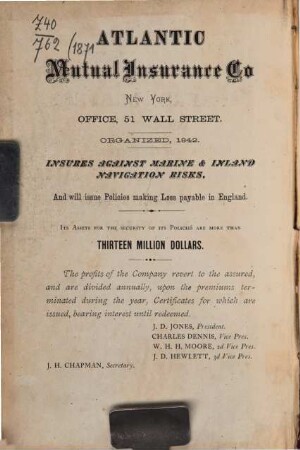 740
762 (1871
ATLANTIC
Mutual Insurance Co
NEW YORK,
OFFICE, 51 WALL STREET.
ORGANIZED, 1842.
INSURES AGAINST MARINE & INLAND
NAVIGATION RISKS,
And will issue Policies making Loss payable in England.
ITS ASSETS FOR THE SECURITY OF ITS POLICIES ARE MORE THAN
THIRTEEN MILLION DOLLARS.
The profits of the Company revert to the assured,
and are divided annually, upon the premiums ter-
minated during the year, Certificates for which are
issued, bearing interest until redeemed.
J. D. JONES, President.
CHARLES DENNIS, Vice Pres.
W. H. H. MOORE, 2d Vice Pres.
J. D. HEWLETT, 3d Vice Pres.
J. H. CHAPMAN, Secretary.